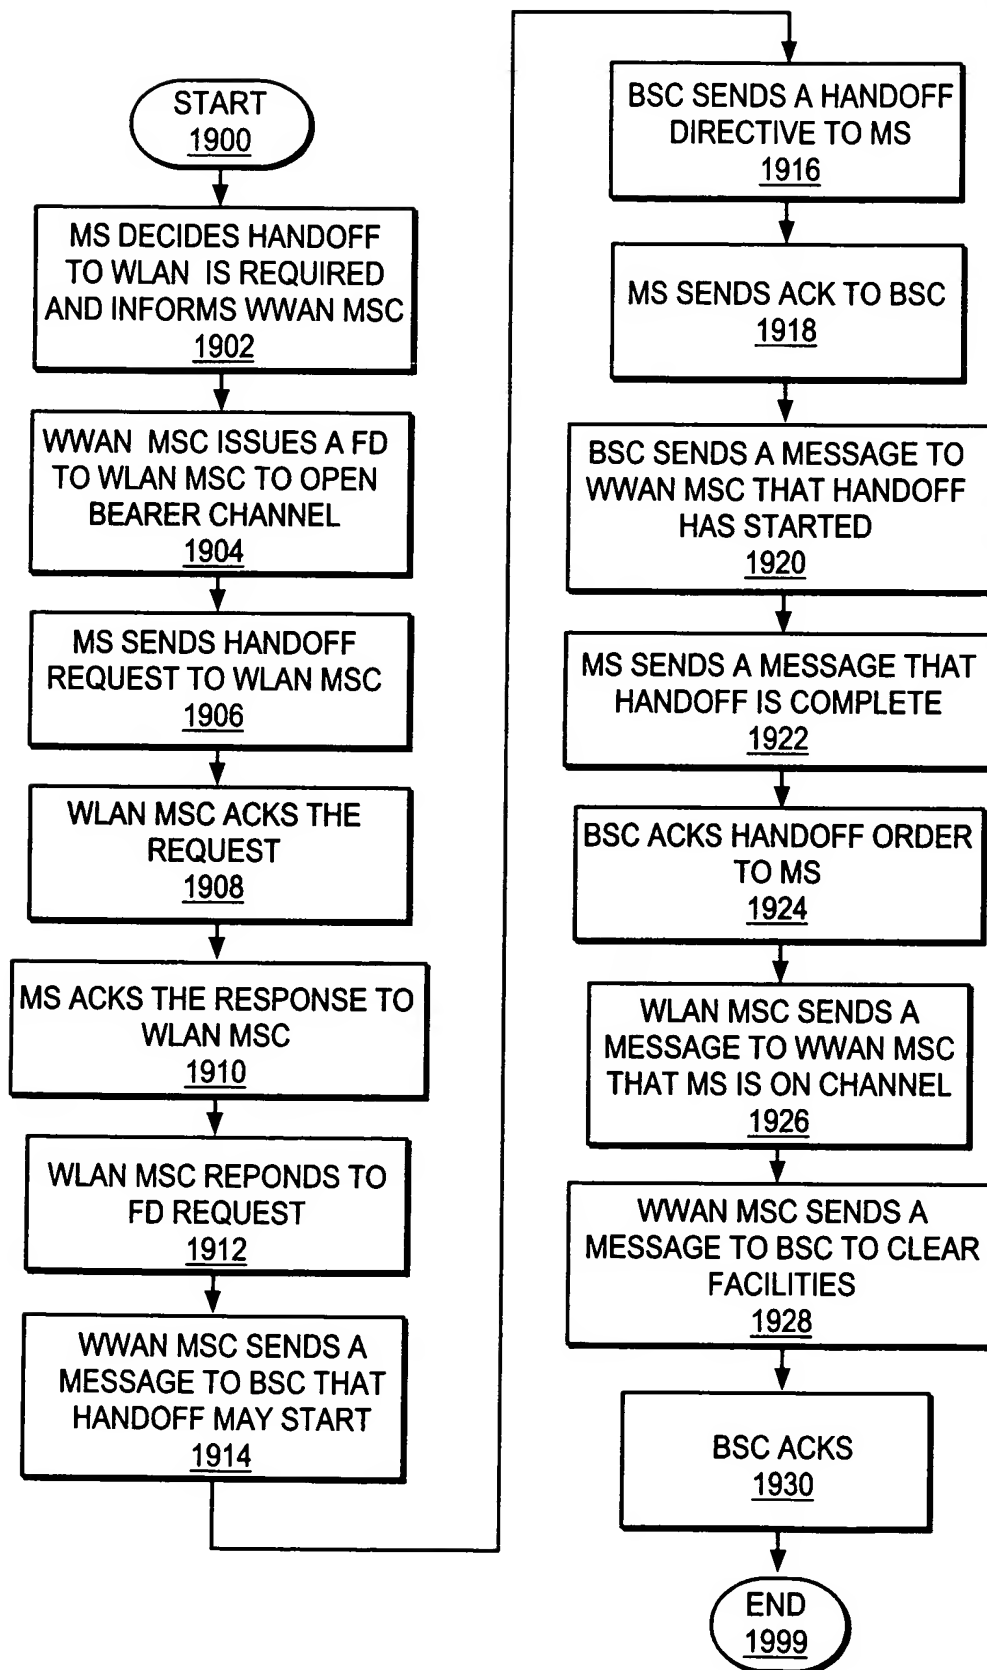 START
1900
MS DECIDES HANDOFF
TO WLAN IS REQUIRED
AND INFORMS WWAN MSC
1902
WWAN MSC ISSUES A FD
TO WLAN MSC TO OPEN
BEARER CHANNEL
1904
MS SENDS HANDOFF
REQUEST TO WLAN MSC
1906
WLAN MSC ACKS THE
REQUEST
1908
MS ACKS THE RESPONSE TO
WLAN MSC
1910
WLAN MSC REPONDS TO
FD REQUEST
1912
WWAN MSC SENDS A
MESSAGE TO BSC THAT
HANDOFF MAY START
1914
BSC SENDS A HANDOFF
DIRECTIVE TO MS
1916
MS SENDS ACK TO BSC
1918
BSC SENDS A MESSAGE TO
WWAN MSC THAT HANDOFF
HAS STARTED
1920
MS SENDS A MESSAGE THAT
HANDOFF IS COMPLETE
1922
BSC ACKS HANDOFF ORDER
TO MS
1924
WLAN MSC SENDS A
MESSAGE TO WWAN MSC
THAT MS IS ON CHANNEL
1926
WWAN MSC SENDS A
MESSAGE TO BSC TO CLEAR
FACILITIES
1928
BSC ACKS
1930
END
1999